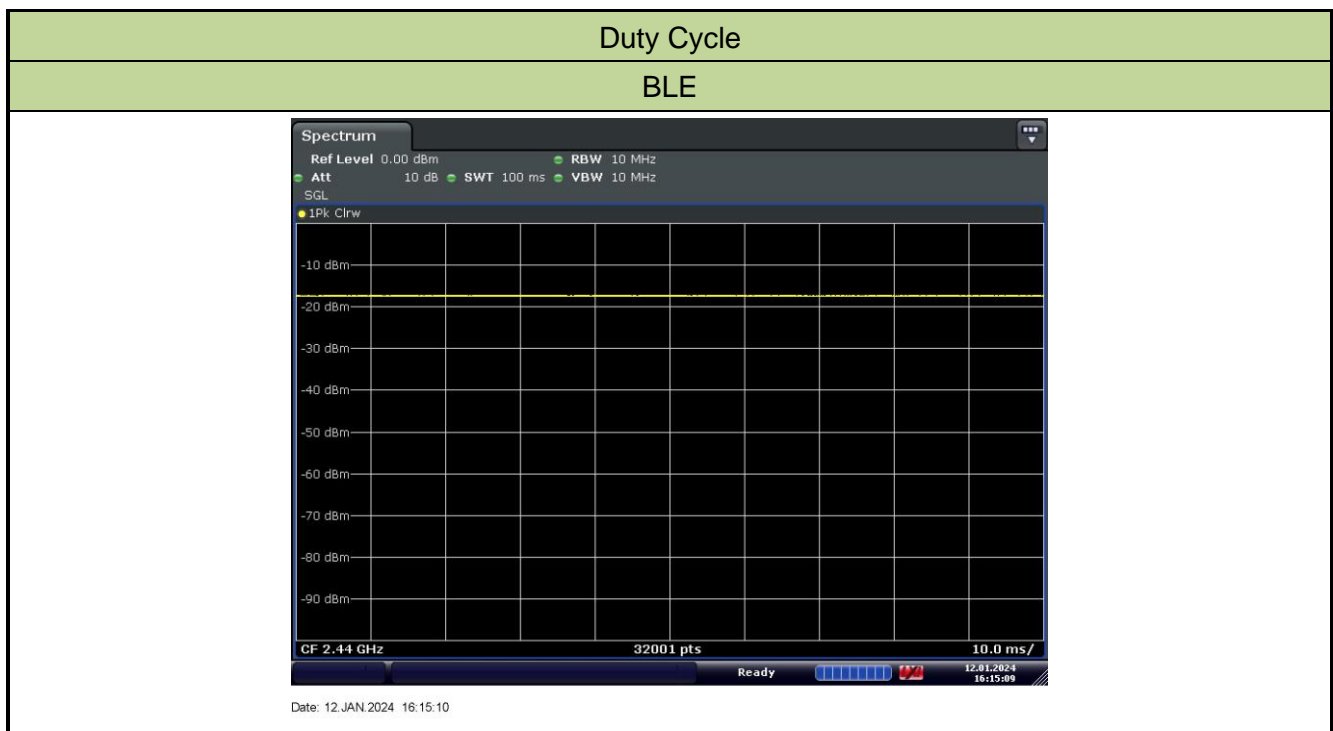 Duty Cycle
BLE
Spectrum
Ref Level 0.00 dBm RBW 10 MHz
Att 10 dB SWT 100 ms VBW 10 MHz
SGL
1Pk Clrw
-10 dBm
-20 dBm
-30 dBm
-40 dBm
-50 dBm
-60 dBm
-70 dBm
-80 dBm
-90 dBm
CF 2.44 GHz 32001 pts 10.0 ms/
Ready 12.01.2024
16:15:09
Date: 12.JAN.2024 16:15:10